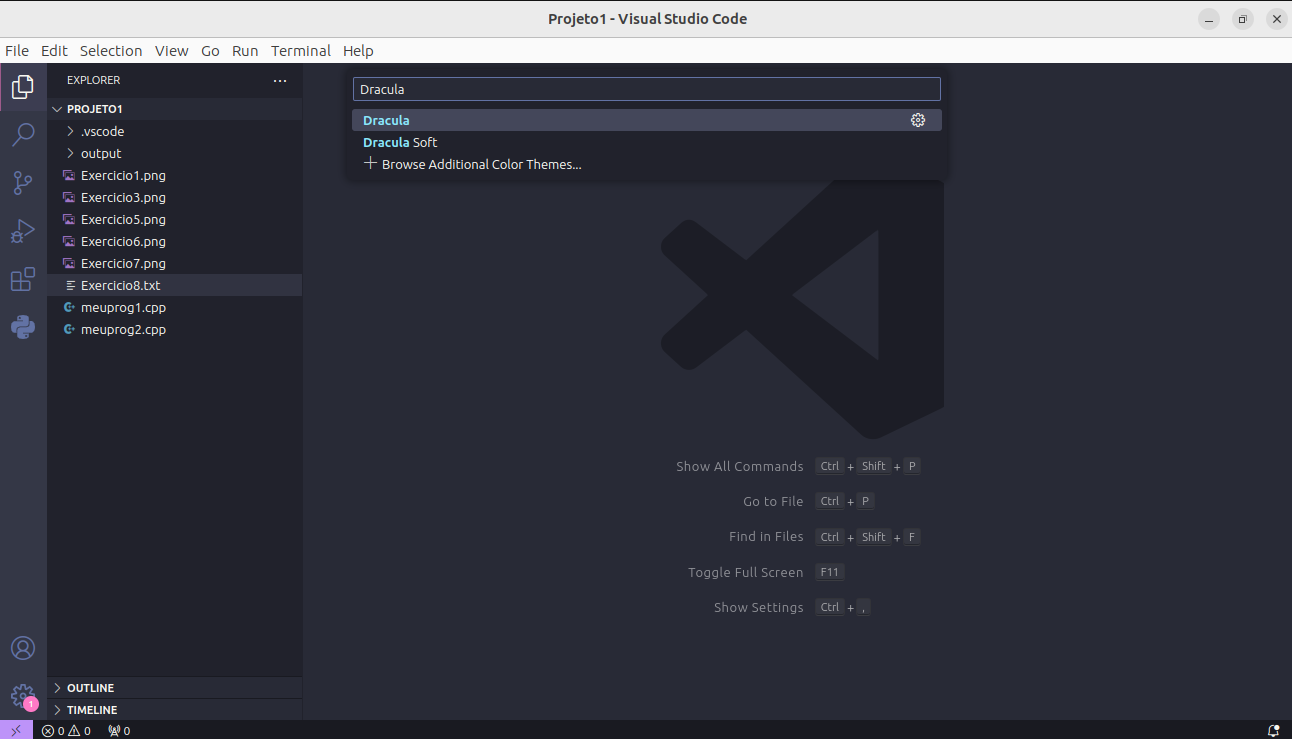 Projeto1 - Visual Studio Code
File Edit Selection View Go Run Terminal Help
EXPLORER
PROJETO1
.vscode
output
Exercicio1.png
Exercicio3.png
Exercicio5.png
Exercicio6.png
Exercicio7.png
Exercicio8.txt
meuprog1.cpp
meuprog2.cpp
OUTLINE
TIMELINE
Dracula
Dracula
Dracula Soft
Browse Additional Color Themes...
Show All Commands Ctrl + Shift + P
Go to File Ctrl + P
Find in Files Ctrl + Shift + F
Toggle Full Screen F11
Show Settings Ctrl + ,
1
0 0 0